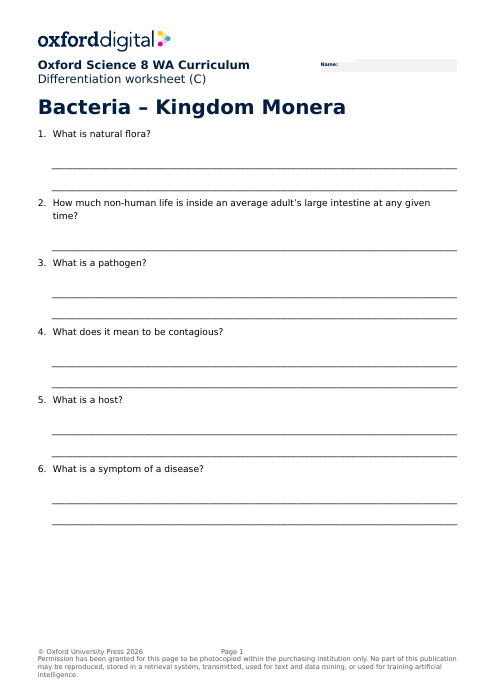 oxforddigital
Oxford Science 8 WA Curriculum
Name:
Differentiation worksheet (C)
Bacteria – Kingdom Monera
1. What is natural flora?
2. How much non-human life is inside an average adult’s large intestine at any given
time?
3. What is a pathogen?
4. What does it mean to be contagious?
5. What is a host?
6. What is a symptom of a disease?
© Oxford University Press 2026 Page 1
Permission has been granted for this page to be photocopied within the purchasing institution only. No part of this publication
may be reproduced, stored in a retrieval system, transmitted, used for text and data mining, or used for training artificial
intelligence.